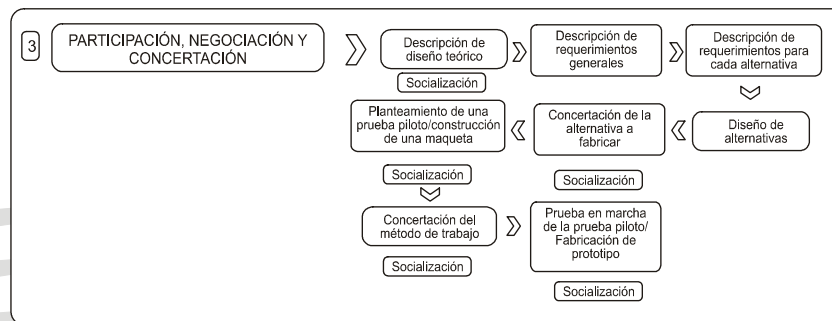 3
PARTICIPACIÓN, NEGOCIACIÓN Y
CONCERTACIÓN
Descripción de
diseño teórico
Socialización
Descripción de
requerimientos
generales
Descripción de
requerimientos para
cada alternativa
Diseño de
alternativas
Concertación de la
alternativa a
fabricar
Socialización
Planteamiento de una
prueba piloto/construcción
de una maqueta
Socialización
Concertación del
método de trabajo
Socialización
Prueba en marcha
de la prueba piloto/
Fabricación de
prototipo
Socialización